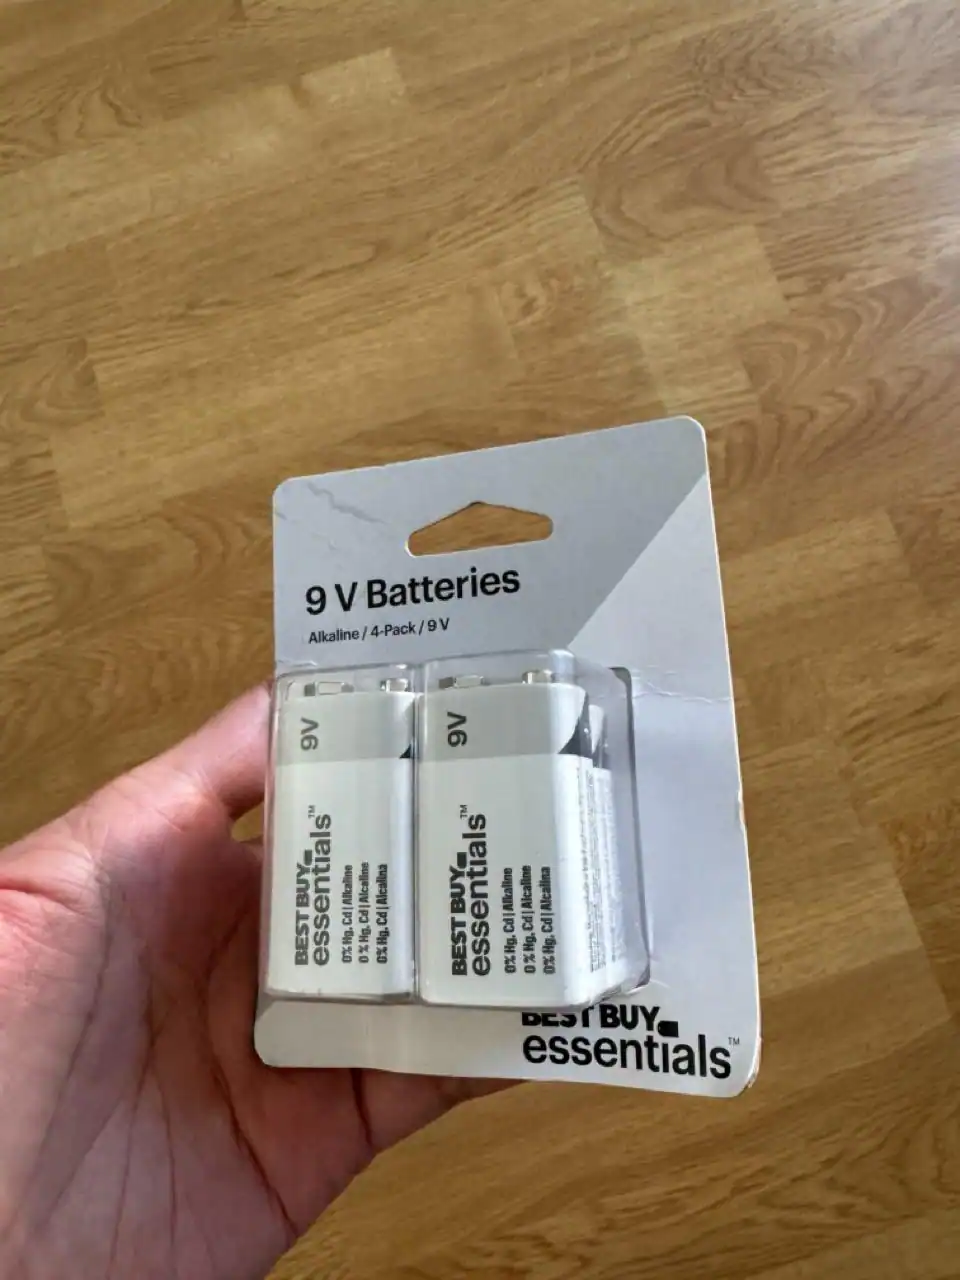 9 V Batteries
Alkaline / 4-Pack / 9 V
9V
BEST BUY
essentials™
0% Hg, Cd | Alkaline
0% Hg, Cd | Alcaline
0% Hg, Cd | Alcalina
9V
BEST BUY
essentials™
0% Hg, Cd | Alkaline
0% Hg, Cd | Alcaline
0% Hg, Cd | Alcalina
BEST BUY
essentials™